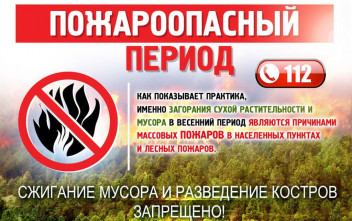 ПОЖАРООПАСНЫЙ
ПЕРИОД
112
КАК ПОКАЗЫВАЕТ ПРАКТИКА,
ИМЕННО ЗАГОРАНИЯ СУХОЙ РАСТИТЕЛЬНОСТИ И
МУСОРА В ВЕСЕННИЙ ПЕРИОД ЯВЛЯЮТСЯ ПРИЧИНАМИ
МАССОВЫХ ПОЖАРОВ В НАСЕЛЕННЫХ ПУНКТАХ
И ЛЕСНЫХ ПОЖАРОВ.
СЖИГАНИЕ МУСОРА И РАЗВЕДЕНИЕ КОСТРОВ
ЗАПРЕЩЕНО!